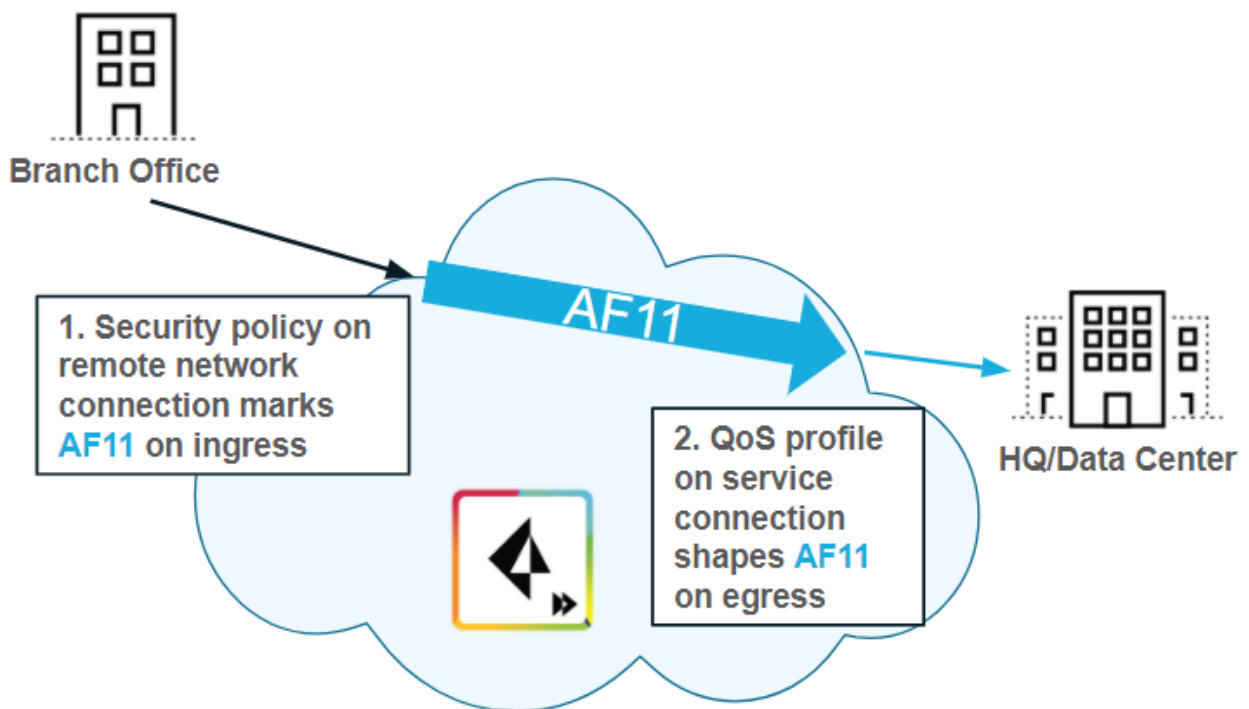 Branch Office
AF11
1. Security policy on
remote network
connection marks
AF11 on ingress
2. QoS profile
on service
connection
shapes AF11
on egress
HQ/Data Center